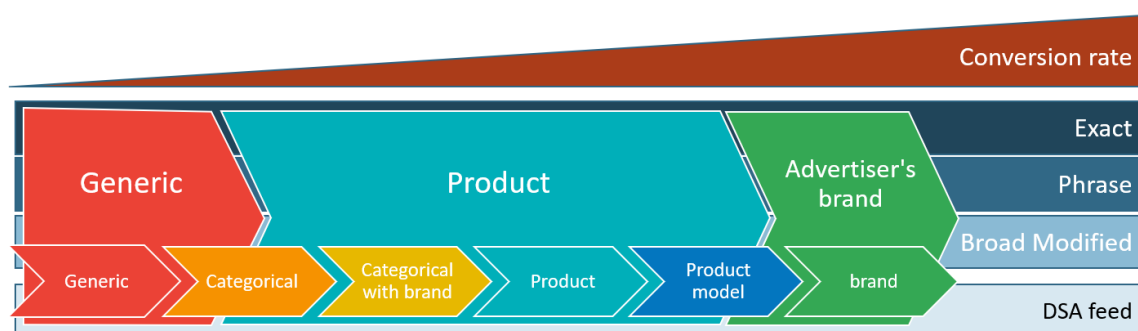 Conversion rate
Exact
Generic
Product
Advertiser's
brand
Phrase
Broad Modified
Generic
Categorical
Categorical
with brand
Product
Product
model
brand
DSA feed